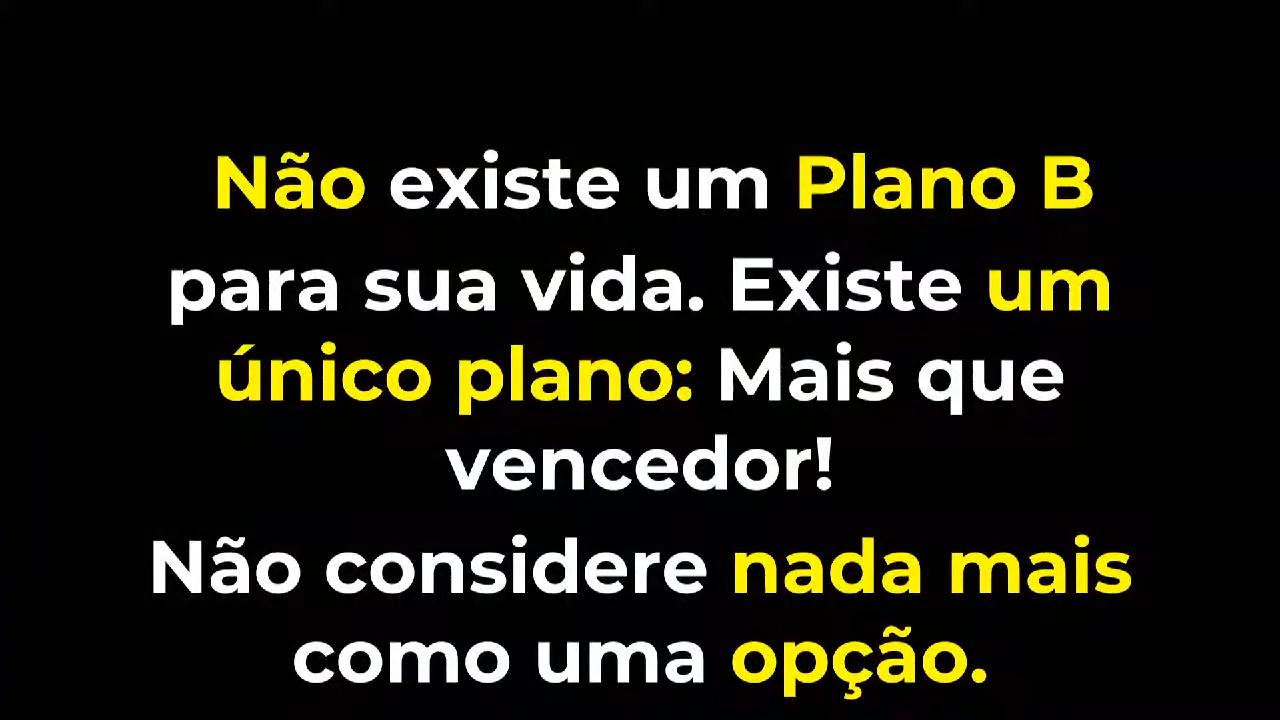 Não existe um Plano B
para sua vida. Existe um
único plano: Mais que
vencedor!
Não considere nada mais
como uma opção.